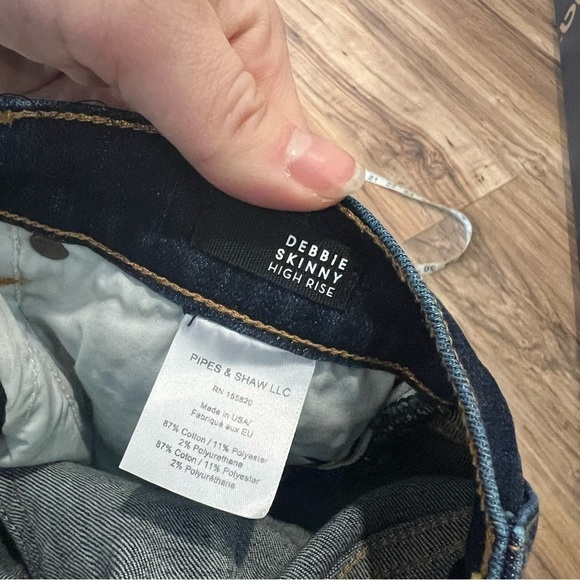 DEBBIE
SKINNY
HIGH RISE
PIPES & SHAW LLC
RN 155820
Made in USA/
Fabriqué aux EU
87% Cotton / 11% Polyester
2% Polyurethane
87% Cotton / 11% Polyester
2% Polyuréthane